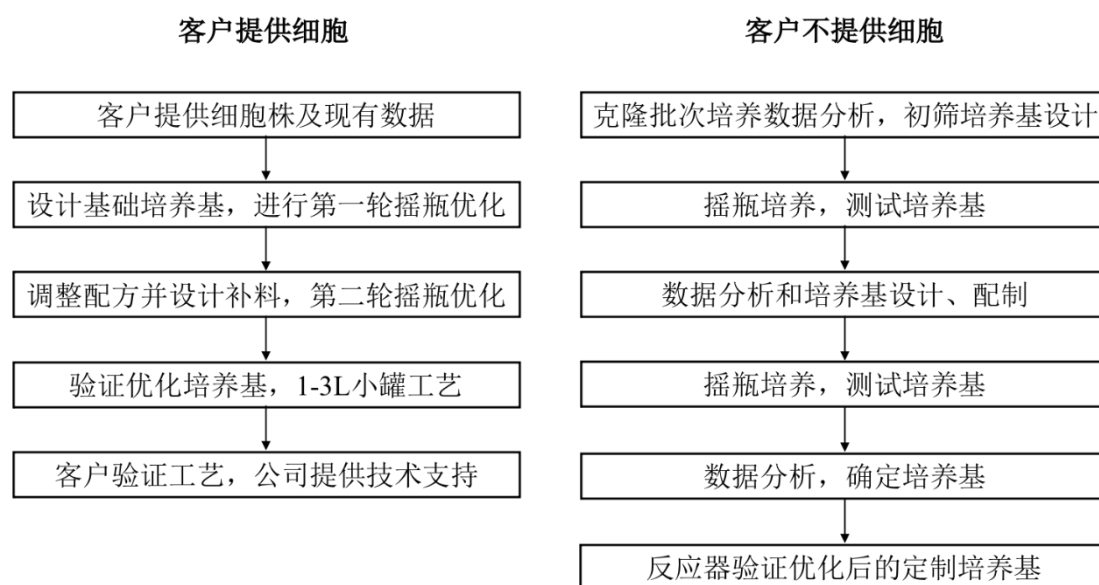 客户提供细胞
客户提供细胞株及现有数据
设计基础培养基，进行第一轮摇瓶优化
调整配方并设计补料，第二轮摇瓶优化
验证优化培养基，1-3L小罐工艺
客户验证工艺，公司提供技术支持
客户不提供细胞
克隆批次培养数据分析，初筛培养基设计
摇瓶培养，测试培养基
数据分析和培养基设计、配制
摇瓶培养，测试培养基
数据分析，确定培养基
反应器验证优化后的定制培养基